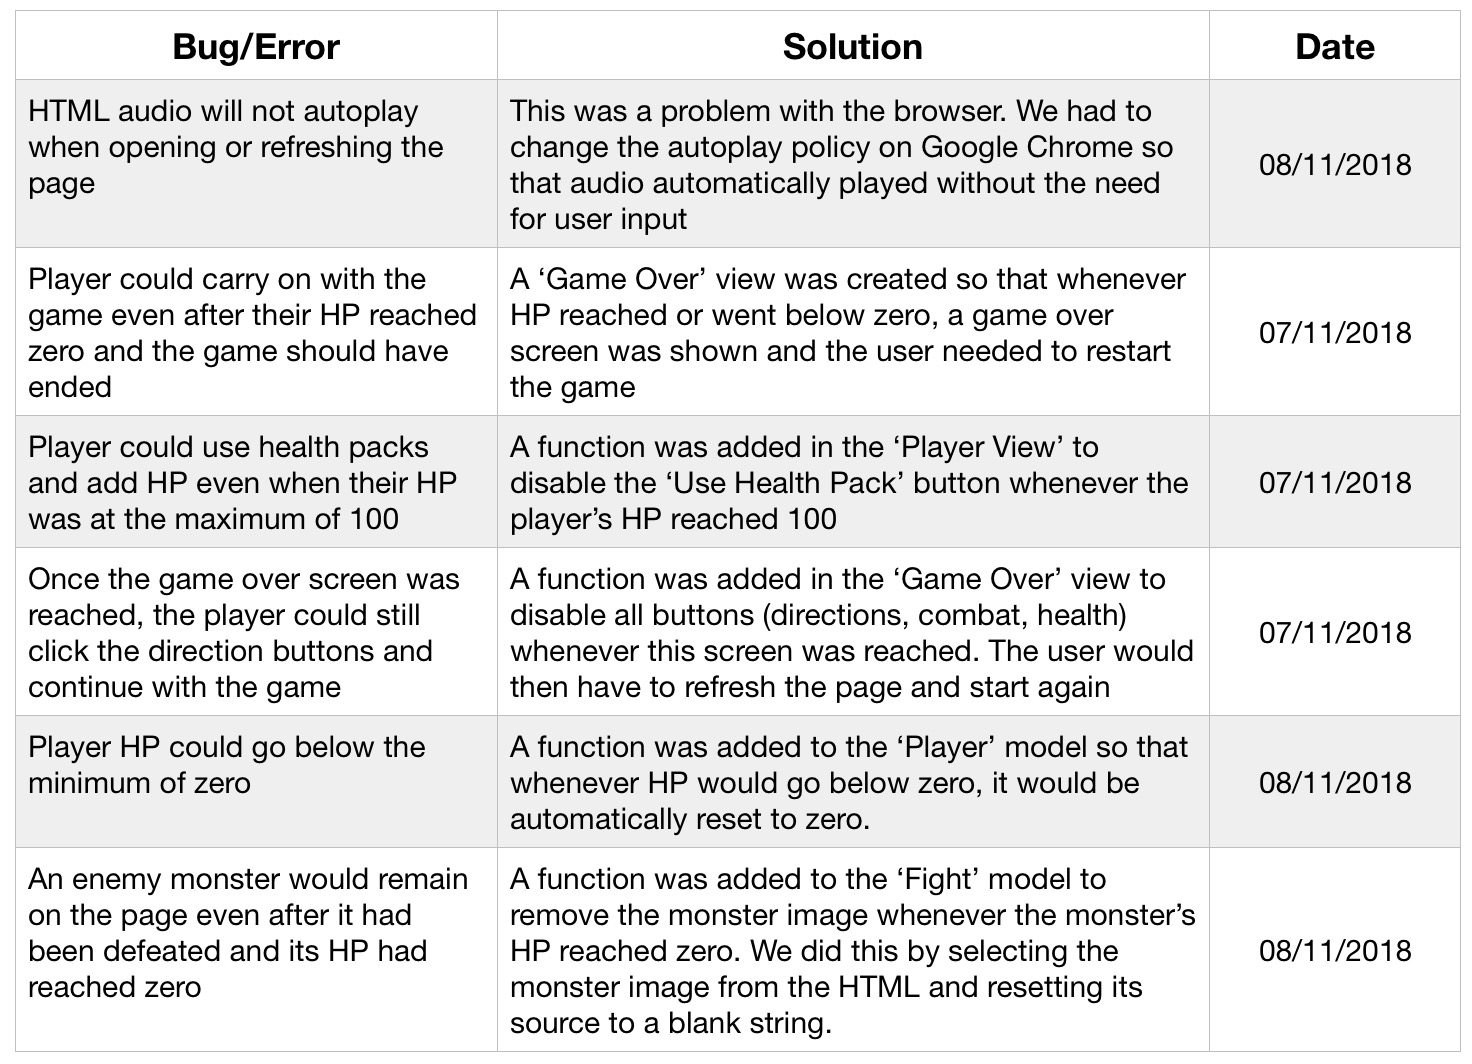 Bug/Error
Solution
Date
HTML audio will not autoplay
when opening or refreshing the
page
This was a problem with the browser. We had to
change the autoplay policy on Google Chrome so
that audio automatically played without the need
for user input
08/11/2018
Player could carry on with the
game even after their HP reached
zero and the game should have
ended
A ‘Game Over’ view was created so that whenever
HP reached or went below zero, a game over
screen was shown and the user needed to restart
the game
07/11/2018
Player could use health packs
and add HP even when their HP
was at the maximum of 100
A function was added in the ‘Player View’ to
disable the ‘Use Health Pack’ button whenever the
player’s HP reached 100
07/11/2018
Once the game over screen was
reached, the player could still
click the direction buttons and
continue with the game
A function was added in the ‘Game Over’ view to
disable all buttons (directions, combat, health)
whenever this screen was reached. The user would
then have to refresh the page and start again
07/11/2018
Player HP could go below the
minimum of zero
A function was added to the ‘Player’ model so that
whenever HP would go below zero, it would be
automatically reset to zero.
08/11/2018
An enemy monster would remain
on the page even after it had
been defeated and its HP had
reached zero
A function was added to the ‘Fight’ model to
remove the monster image whenever the monster’s
HP reached zero. We did this by selecting the
monster image from the HTML and resetting its
source to a blank string.
08/11/2018